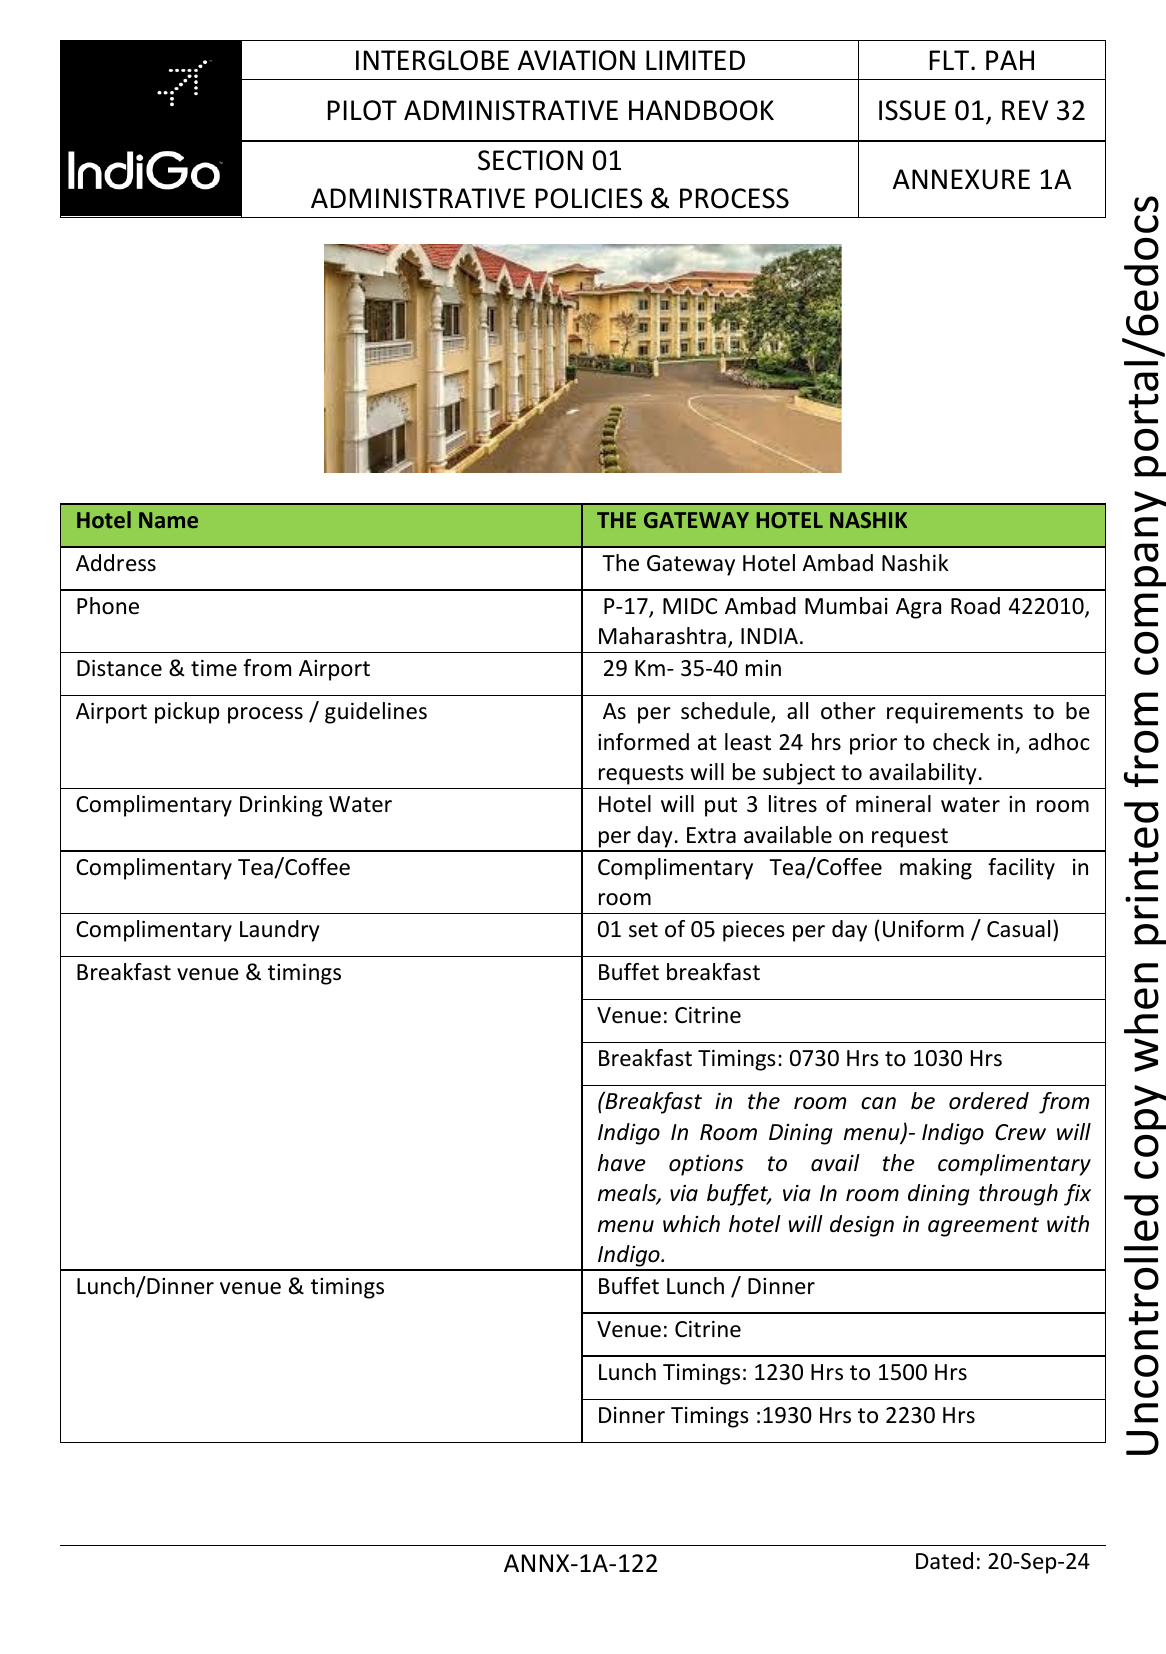 IndiGo
INTERGLOBE AVIATION LIMITED
FLT. PAH
PILOT ADMINISTRATIVE HANDBOOK
ISSUE 01, REV 32
SECTION 01
ADMINISTRATIVE POLICIES & PROCESS
ANNEXURE 1A
Hotel Name
THE GATEWAY HOTEL NASHIK
Address
The Gateway Hotel Ambad Nashik
Phone
P-17, MIDC Ambad Mumbai Agra Road 422010,
Maharashtra, INDIA.
Distance & time from Airport
29 Km- 35-40 min
Airport pickup process / guidelines
As per schedule, all other requirements to be
informed at least 24 hrs prior to check in, adhoc
requests will be subject to availability.
Complimentary Drinking Water
Hotel will put 3 litres of mineral water in room
per day. Extra available on request
Complimentary Tea/Coffee
Complimentary Tea/Coffee making facility in
room
Complimentary Laundry
01 set of 05 pieces per day (Uniform / Casual)
Breakfast venue & timings
Buffet breakfast
Venue: Citrine
Breakfast Timings: 0730 Hrs to 1030 Hrs
(Breakfast in the room can be ordered from
Indigo In Room Dining menu)- Indigo Crew will
have options to avail the complimentary
meals, via buffet, via In room dining through fix
menu which hotel will design in agreement with
Indigo.
Lunch/Dinner venue & timings
Buffet Lunch / Dinner
Venue: Citrine
Lunch Timings: 1230 Hrs to 1500 Hrs
Dinner Timings :1930 Hrs to 2230 Hrs
ANNX-1A-122
Dated: 20-Sep-24
Uncontrolled copy when printed from company portal/6edocs